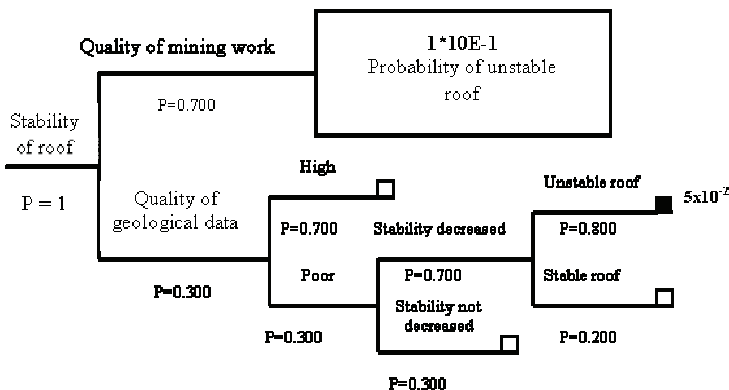 Quality of mining work
1*10E-1
Probability of unstable
roof
P=0.700
Stability
of roof
P = 1
Quality of
geological data
P=0.300
High
P=0.700
Poor
P=0.300
Stability decreased
P=0.700
Stability not
decreased
P=0.300
Unstable roof
5x10⁻²
P=0.800
Stable roof
P=0.200